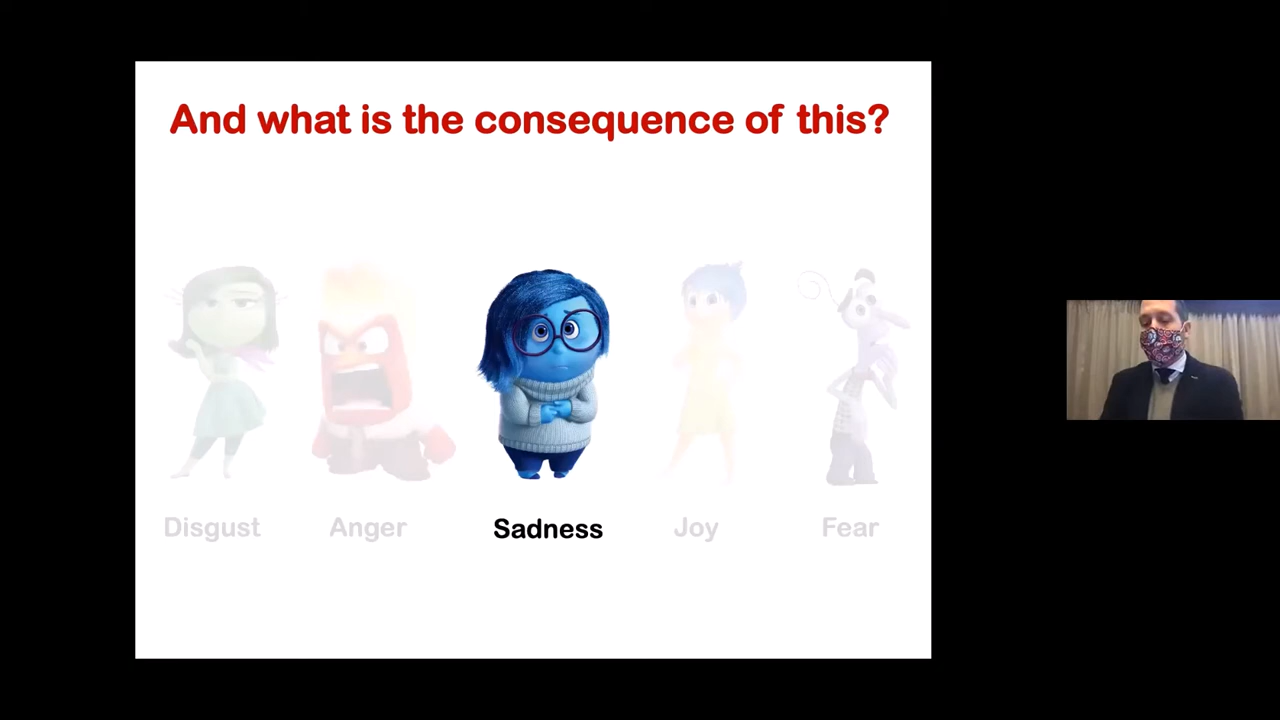 And what is the consequence of this?
Disgust
Anger
Sadness
Joy
Fear